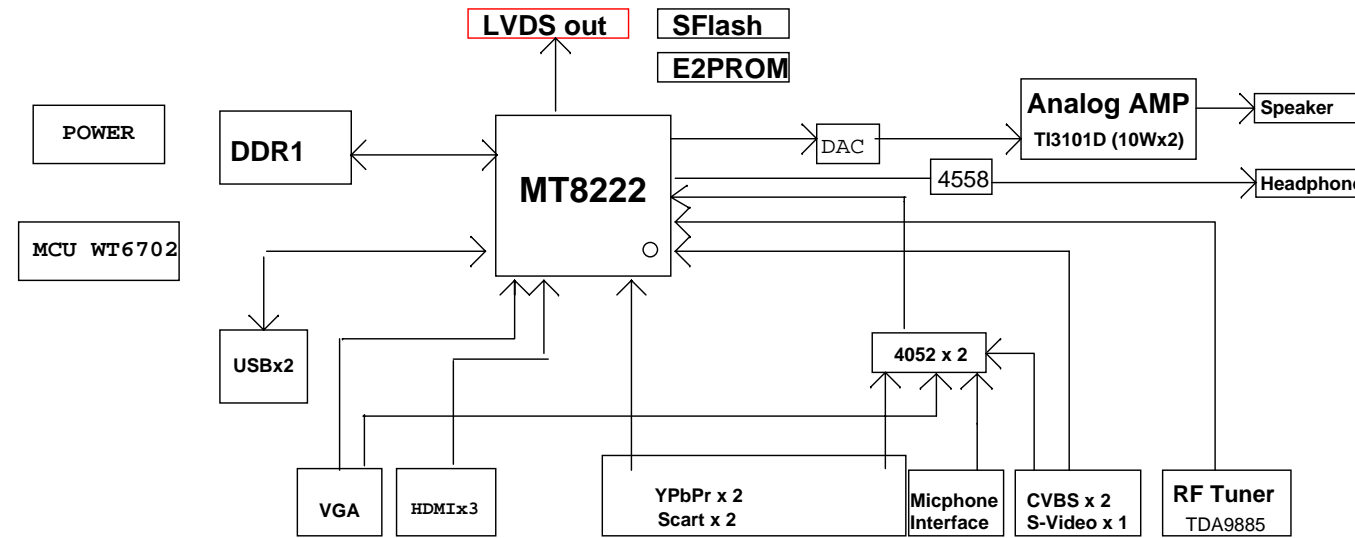 LVDS out
SFlash
E2PROM
POWER
DDR1
MT8222
DAC
Analog AMP
TI3101D (10Wx2)
Speaker
4558
Headphone
MCU WT6702
USBx2
4052 x 2
VGA
HDMIx3
YPbPr x 2
Scart x 2
Micphone
Interface
CVBS x 2
S-Video x 1
RF Tuner
TDA9885